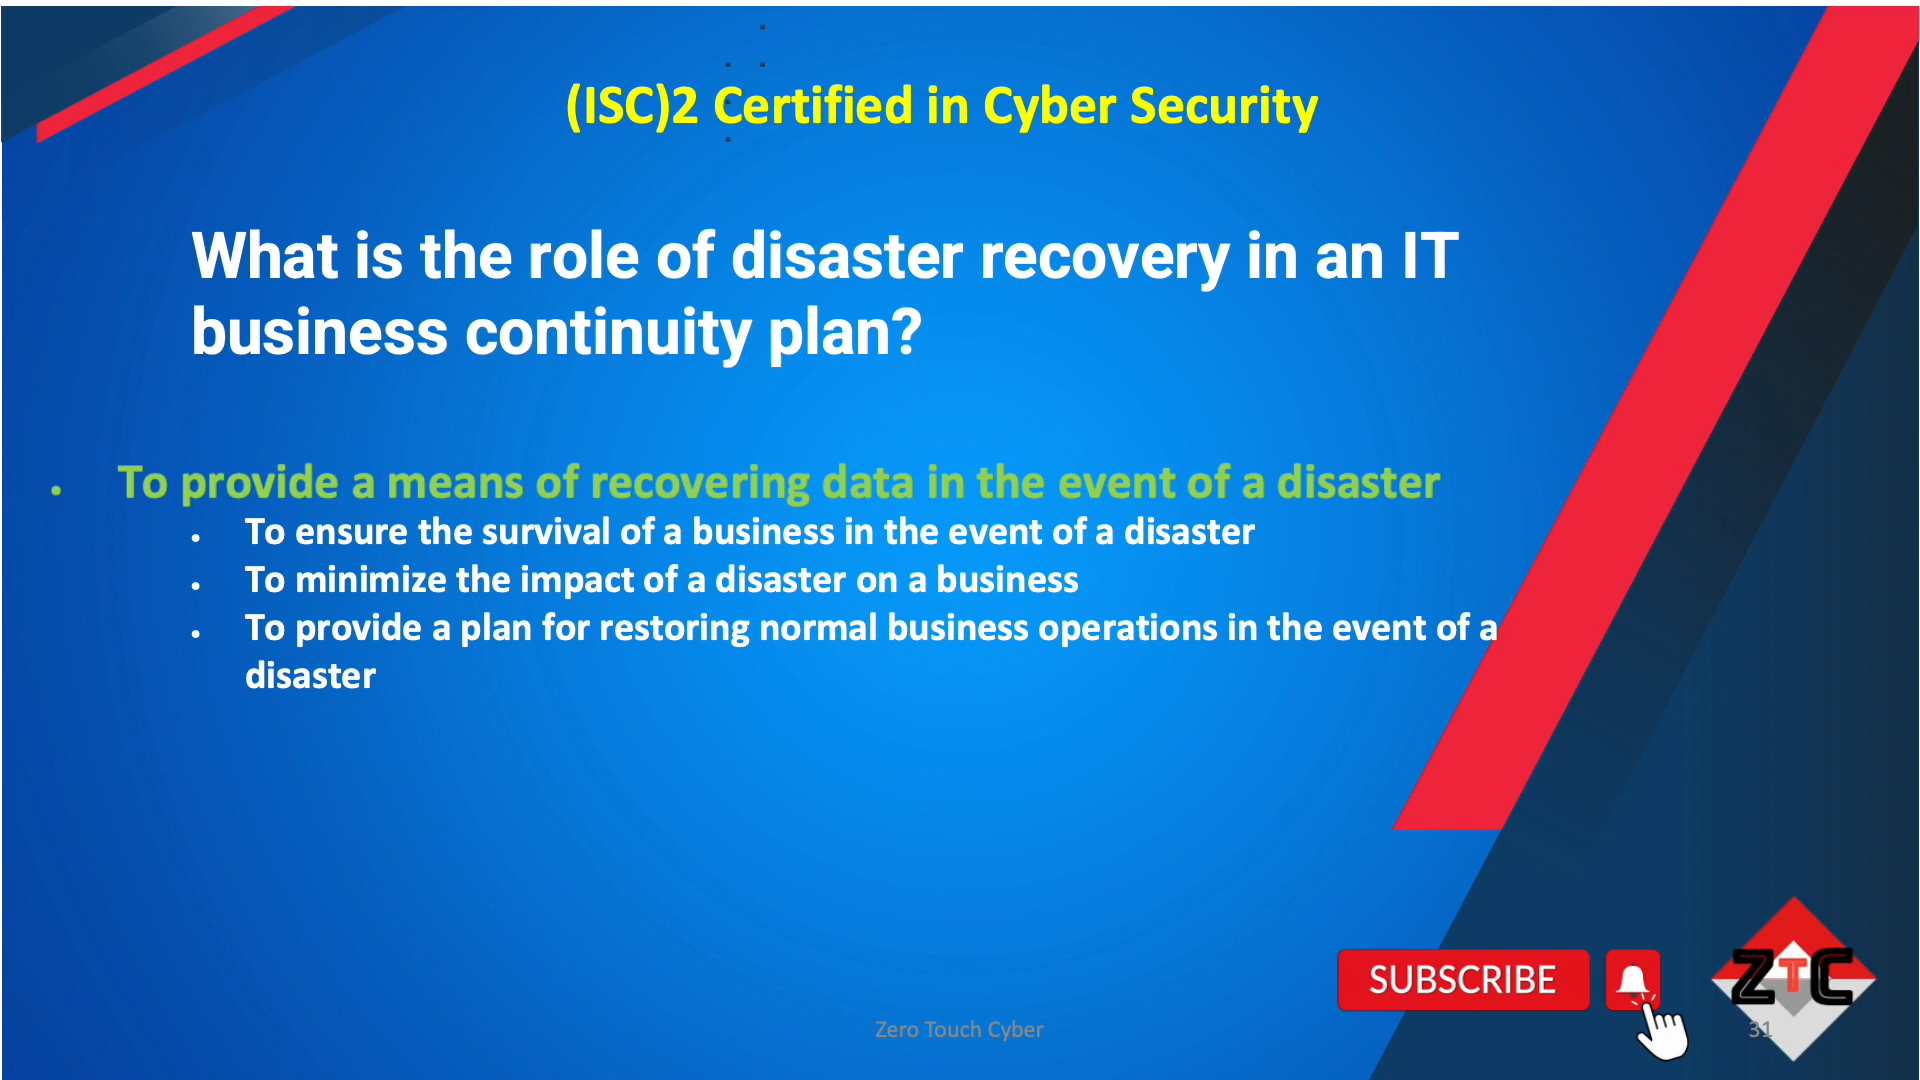 (ISC)2 Certified in Cyber Security
What is the role of disaster recovery in an IT
business continuity plan?
• To provide a means of recovering data in the event of a disaster
• To ensure the survival of a business in the event of a disaster
• To minimize the impact of a disaster on a business
• To provide a plan for restoring normal business operations in the event of a
disaster
SUBSCRIBE
ZTC
Zero Touch Cyber
31